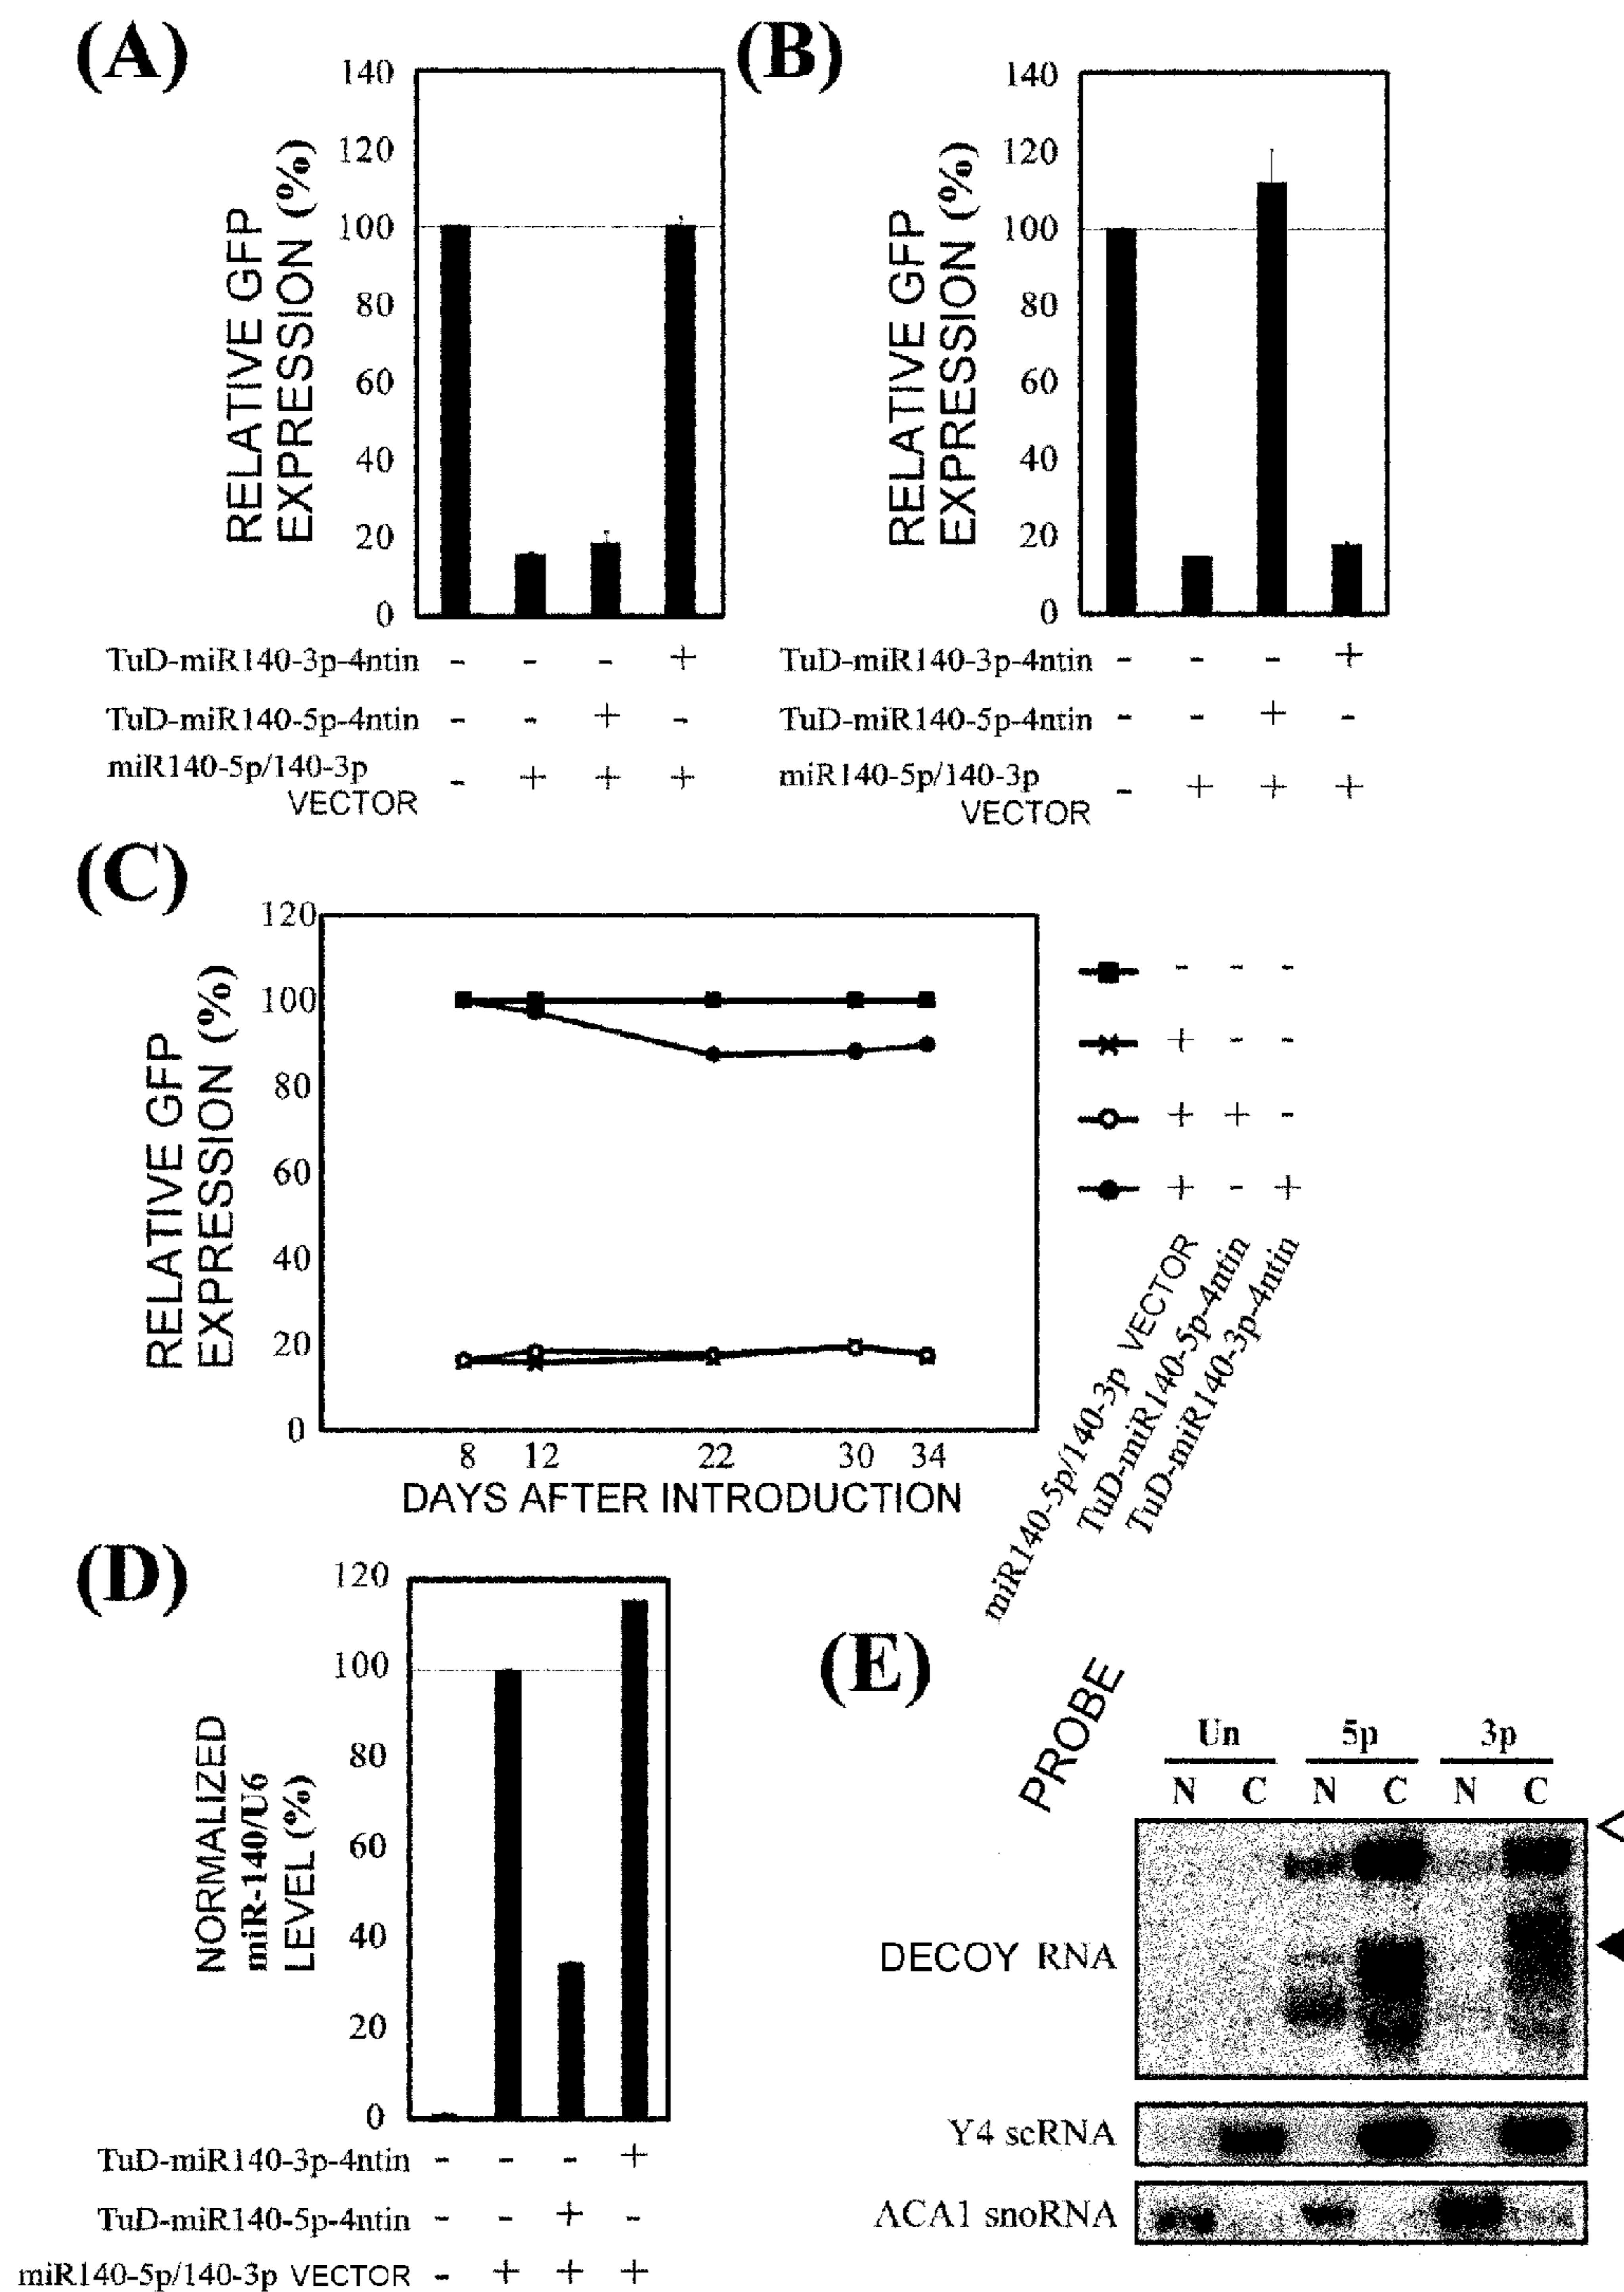 (A)
RELATIVE GFP
EXPRESSION (%)
140
120
100
80
60
40
20
0
TuD-miR140-3p-4ntin - - - +
TuD-miR140-5p-4ntin - - + -
miR140-5p/140-3p
VECTOR - + + +
(B)
RELATIVE GFP
EXPRESSION (%)
140
120
100
80
60
40
20
0
TuD-miR140-3p-4ntin - - - +
TuD-miR140-5p-4ntin - - + -
miR140-5p/140-3p
VECTOR - + + +
(C)
RELATIVE GFP
EXPRESSION (%)
120
100
80
60
40
20
0
8 12 22 30 34
DAYS AFTER INTRODUCTION
- - -
+ - -
+ + -
+ - +
miR140-5p/140-3p VECTOR
TuD-miR140-5p-4ntin
TuD-miR140-3p-4ntin
(D)
NORMALIZED
miR-140/U6
LEVEL (%)
120
100
80
60
40
20
0
TuD-miR140-3p-4ntin - - - +
TuD-miR140-5p-4ntin - - + -
miR140-5p/140-3p VECTOR - + + +
(E)
PROBE
Un 5p 3p
N C N C N C
DECOY RNA
Y4 scRNA
ACA1 snoRNA